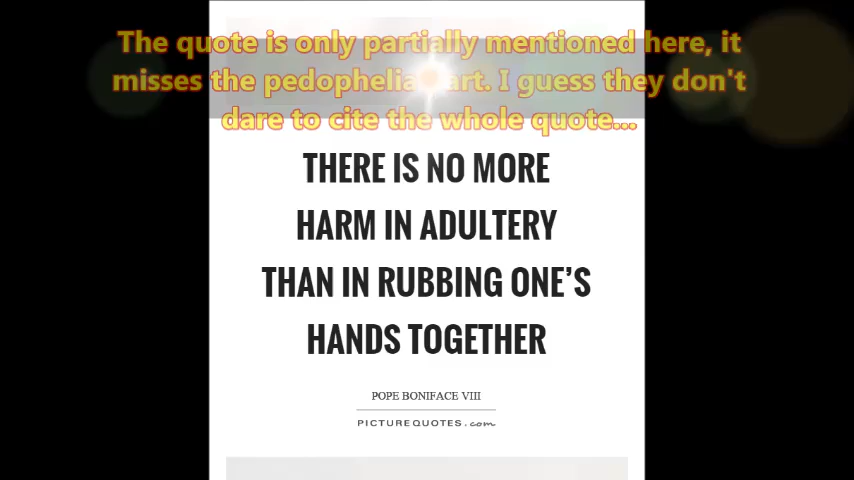 The quote is only partially mentioned here, it
misses the pedophelia part. I guess they don't
dare to cite the whole quote...
THERE IS NO MORE
HARM IN ADULTERY
THAN IN RUBBING ONE'S
HANDS TOGETHER
POPE BONIFACE VIII
PICTUREQUOTES.com